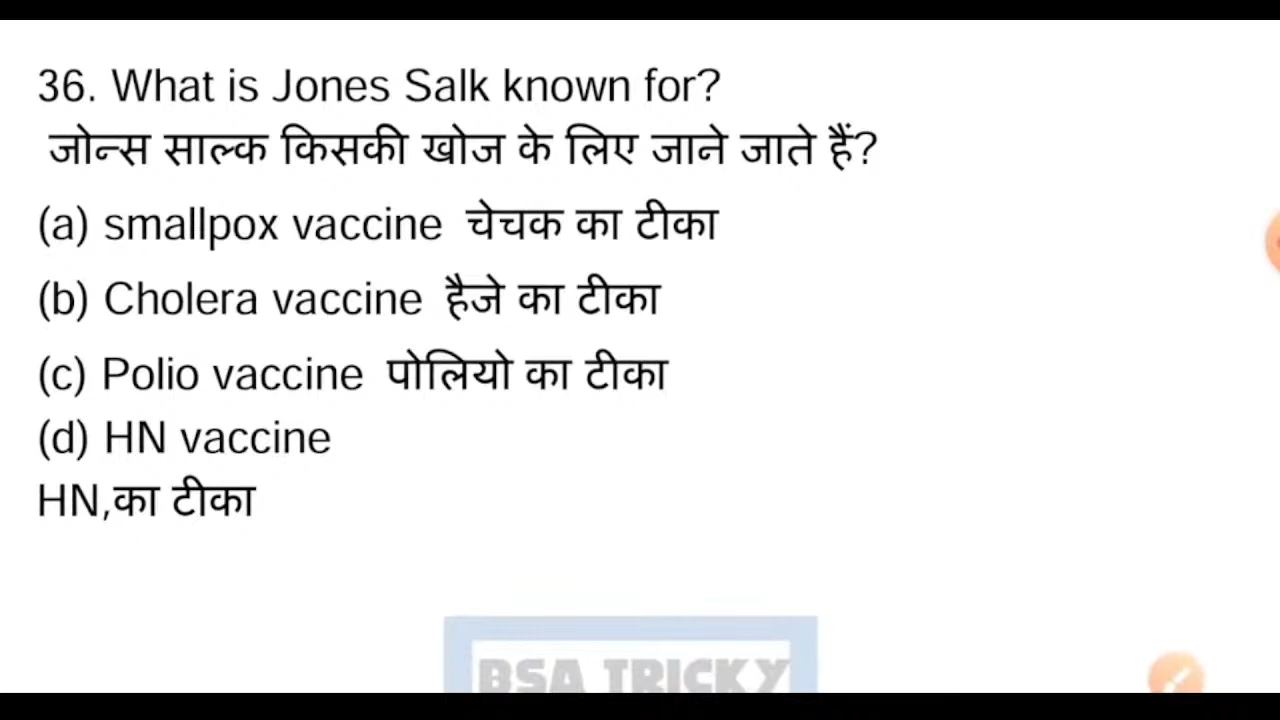 36. What is Jones Salk known for?
जोन्स साल्क किसकी खोज के लिए जाने जाते हैं?
(a) smallpox vaccine चेचक का टीका
(b) Cholera vaccine हैजे का टीका
(c) Polio vaccine पोलियो का टीका
(d) HN vaccine
HN,का टीका
BSA TRICKY